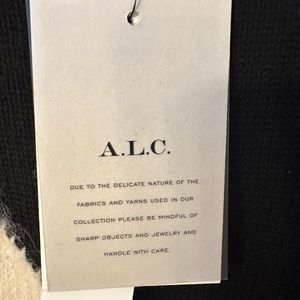 A.L.C.
DUE TO THE DELICATE NATURE OF THE
FABRICS AND YARNS USED IN OUR
COLLECTION PLEASE BE MINDFUL OF
SHARP OBJECTS AND JEWELRY AND
HANDLE WITH CARE.